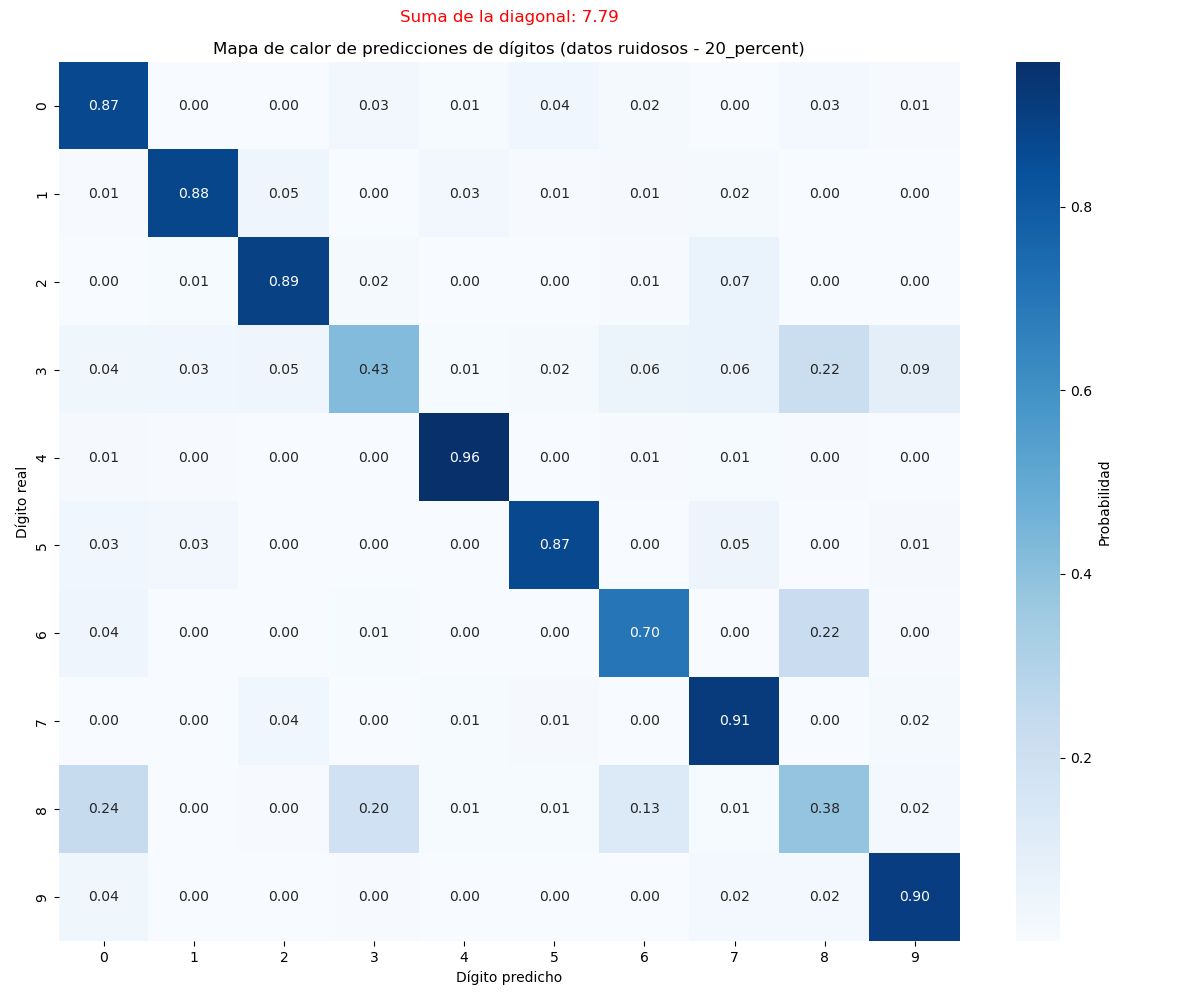 Suma de la diagonal: 7.79
Mapa de calor de predicciones de dígitos (datos ruidosos - 20_percent)
0 0.87 0.00 0.00 0.03 0.01 0.04 0.02 0.00 0.03 0.01
1 0.01 0.88 0.05 0.00 0.03 0.01 0.01 0.02 0.00 0.00
2 0.00 0.01 0.89 0.02 0.00 0.00 0.01 0.07 0.00 0.00
3 0.04 0.03 0.05 0.43 0.01 0.02 0.06 0.06 0.22 0.09
4 0.01 0.00 0.00 0.00 0.96 0.00 0.01 0.01 0.00 0.00
5 0.03 0.03 0.00 0.00 0.00 0.87 0.00 0.05 0.00 0.01
6 0.04 0.00 0.00 0.01 0.00 0.00 0.70 0.00 0.22 0.00
7 0.00 0.00 0.04 0.00 0.01 0.01 0.00 0.91 0.00 0.02
8 0.24 0.00 0.00 0.20 0.01 0.01 0.13 0.01 0.38 0.02
9 0.04 0.00 0.00 0.00 0.00 0.00 0.00 0.02 0.02 0.90
0 1 2 3 4 5 6 7 8 9
Dígito predicho
Dígito real
0.8
0.6
0.4
0.2
Probabilidad